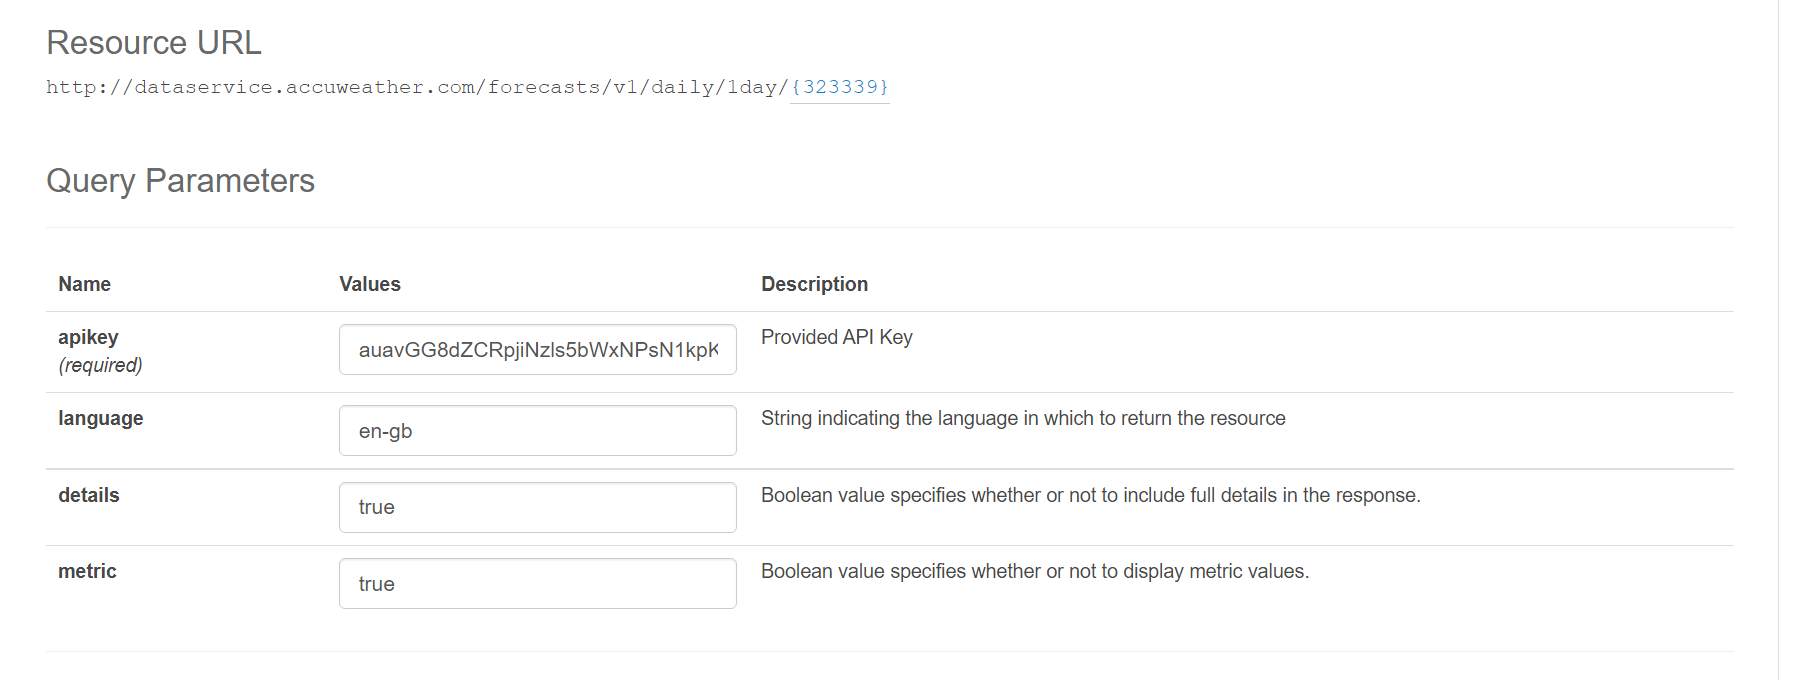 Resource URL
http://dataservice.accuweather.com/forecasts/v1/daily/1day/{323339}
Query Parameters
Name Values Description
apikey auavGG8dZCRpjiNzls5bWxNPsN1kpK Provided API Key
(required)
language en-gb String indicating the language in which to return the resource
details true Boolean value specifies whether or not to include full details in the response.
metric true Boolean value specifies whether or not to display metric values.